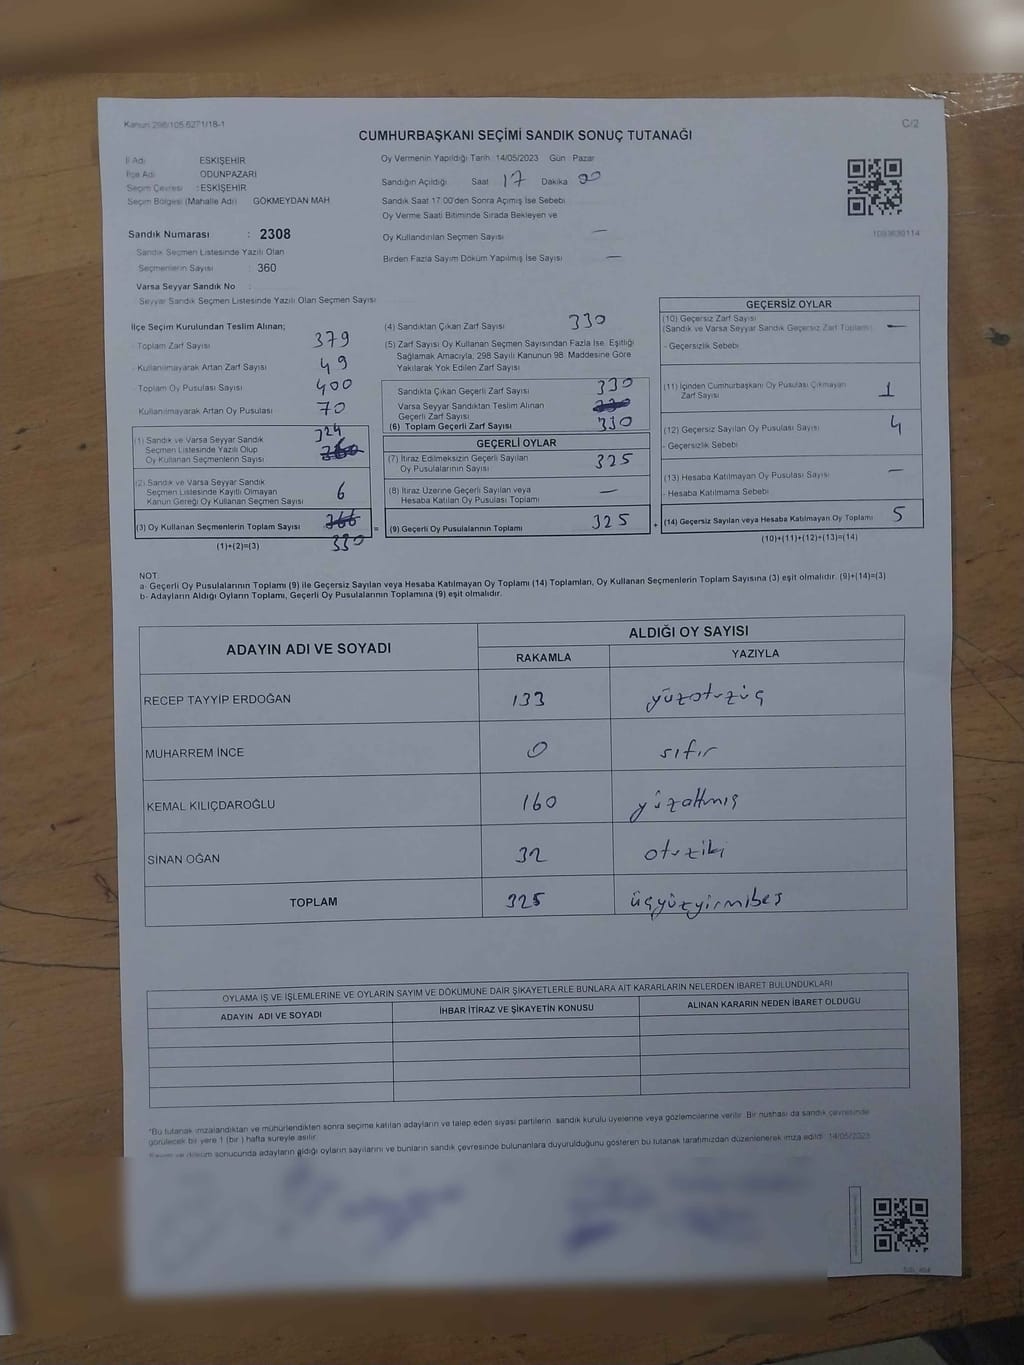 Kanun 298/105.6271/18-1
C/2
CUMHURBAŞKANI SEÇİMİ SANDIK SONUÇ TUTANAĞI
İl Adı : ESKİŞEHİR
İlçe Adı : ODUNPAZARI
Seçim Çevresi : ESKİŞEHİR
Seçim Bölgesi (Mahalle Adı) GÖKMEYDAN MAH.
Sandık Numarası : 2308
Sandık Seçmen Listesinde Yazılı Olan
Seçmenlerin Sayısı : 360
Varsa Seyyar Sandık No :
Seyyar Sandık Seçmen Listesinde Yazılı Olan Seçmen Sayısı
Oy Vermenin Yapıldığı Tarih 14/05/2023 Gün Pazar
Sandığın Açıldığı Saat 17 Dakika 00
Sandık Saat 17:00'den Sonra Açımış İse Sebebi
Oy Verme Saati Bitiminde Sırada Bekleyen ve
Oy Kullandırılan Seçmen Sayısı —
Birden Fazla Sayım Döküm Yapılmış İse Sayısı —
İlçe Seçim Kurulundan Teslim Alınan;
- Toplam Zarf Sayısı 379
- Kullanılmayarak Artan Zarf Sayısı 49
- Toplam Oy Pusulası Sayısı 400
Kullanılmayarak Artan Oy Pusulası 70
(1) Sandık ve Varsa Seyyar Sandık 324
Seçmen Listesinde Yazılı Olup 360
Oy Kullanan Seçmenlerin Sayısı
(2) Sandık ve Varsa Seyyar Sandık
Seçmen Listesinde Kayıtlı Olmayan 6
Kanun Gereği Oy Kullanan Seçmen Sayısı
(3) Oy Kullanan Seçmenlerin Toplam Sayısı 366 =
(1)+(2)=(3) 330
(4) Sandıktan Çıkan Zarf Sayısı 330
(5) Zarf Sayısı Oy Kullanan Seçmen Sayısından Fazla İse, Eşitliği
Sağlamak Amacıyla, 298 Sayılı Kanunun 98. Maddesine Göre
Yakılarak Yok Edilen Zarf Sayısı
Sandıkta Çıkan Geçerli Zarf Sayısı 330
Varsa Seyyar Sandıktan Teslim Alınan
Geçerli Zarf Sayısı
(6) Toplam Geçerli Zarf Sayısı 330
GEÇERLİ OYLAR
(7) İtiraz Edilmeksizin Geçerli Sayılan
Oy Pusulalarının Sayısı 325
(8) İtiraz Üzerine Geçerli Sayılan veya
Hesaba Katılan Oy Pusulası Toplamı —
(9) Geçerli Oy Pusulalarının Toplamı 325 +
GEÇERSİZ OYLAR
(10) Geçersiz Zarf Sayısı
(Sandık ve Varsa Seyyar Sandık Geçersiz Zarf Toplamı) —
- Geçersizlik Sebebi
(11) İçinden Cumhurbaşkanı Oy Pusulası Çıkmayan
Zarf Sayısı 1
(12) Geçersiz Sayılan Oy Pusulası Sayısı 4
- Geçersizlik Sebebi
(13) Hesaba Katılmayan Oy Pusulası Sayısı —
- Hesaba Katılmama Sebebi
(14) Geçersiz Sayılan veya Hesaba Katılmayan Oy Toplamı 5
(10)+(11)+(12)+(13)=(14)
NOT:
a- Geçerli Oy Pusulalarının Toplamı (9) ile Geçersiz Sayılan veya Hesaba Katılmayan Oy Toplamı (14) Toplamları, Oy Kullanan Seçmenlerin Toplam Sayısına (3) eşit olmalıdır. (9)+(14)=(3)
b- Adayların Aldığı Oyların Toplamı, Geçerli Oy Pusulalarının Toplamına (9) eşit olmalıdır.
ADAYIN ADI VE SOYADI
ALDIĞI OY SAYISI
RAKAMLA YAZIYLA
RECEP TAYYİP ERDOĞAN 133 yüzotuzüç
MUHARREM İNCE 0 sıfır
KEMAL KILIÇDAROĞLU 160 yüzaltmış
SİNAN OĞAN 32 otuziki
TOPLAM 325 üçyüzyirmibeş
OYLAMA İŞ VE İŞLEMLERİNE VE OYLARIN SAYIM VE DÖKÜMÜNE DAİR ŞİKAYETLERLE BUNLARA AİT KARARLARIN NELERDEN İBARET BULUNDUKLARI
ADAYIN ADI VE SOYADI İHBAR İTİRAZ VE ŞİKAYETİN KONUSU ALINAN KARARIN NEDEN İBARET OLDUĞU
*Bu tutanak imzalandıktan ve mühürlendikten sonra seçime katılan adayların ve talep eden siyasi partilerin sandık kurulu üyelerine veya gözlemcilerine verilir. Bir nüshası da sandık çevresinde
görülecek bir yere 1 (bir) hafta süreyle asılır.
Sayım ve döküm sonucunda adayların aldığı oyların sayılarını ve bunların sandık çevresinde bulunanlara duyurulduğunu gösteren bu tutanak tarafımızdan düzenlenerek imza edildi. 14/05/2023